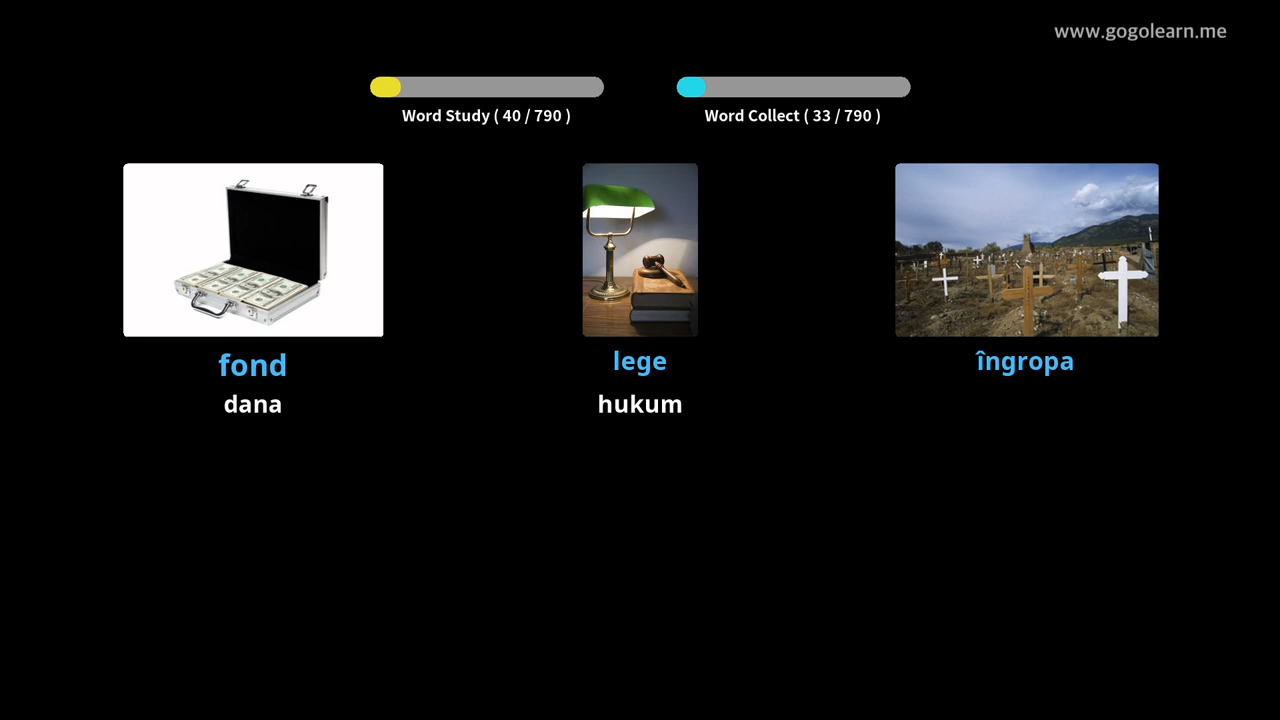 www.gogolearn.me
Word Study ( 40 / 790 )
Word Collect ( 33 / 790 )
fond
lege
îngropa
dana
hukum